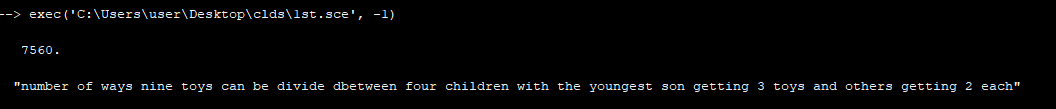 --> exec('C:\Users\user\Desktop\clds\1st.sce', -1)
7560.
"number of ways nine toys can be divide dbetween four children with the youngest son getting 3 toys and others getting 2 each"